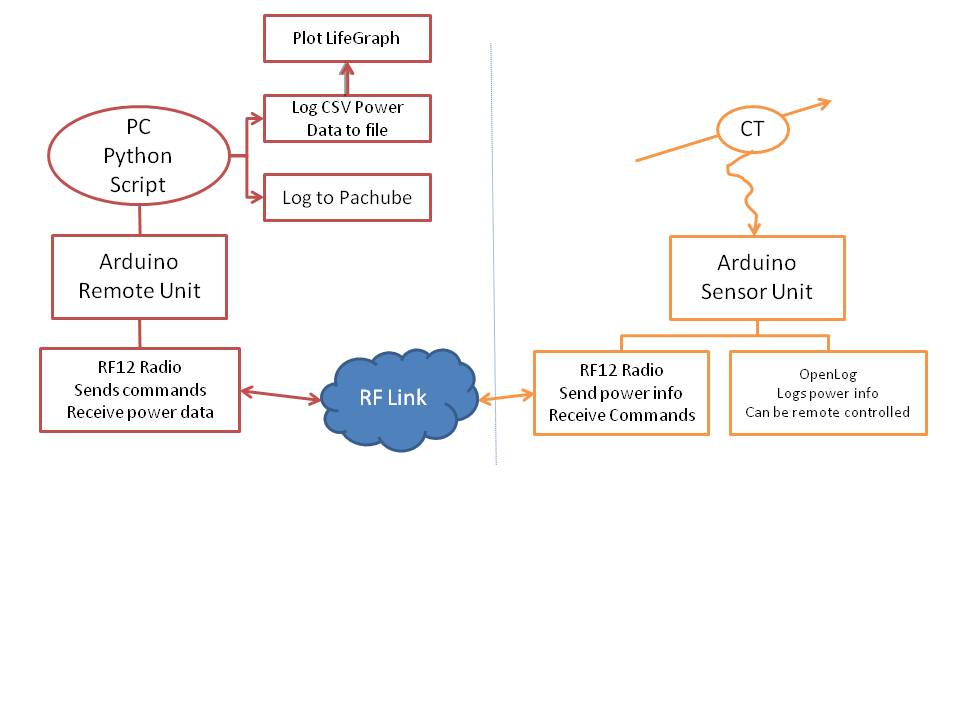 Plot LifeGraph
Log CSV Power
Data to file
PC
Python
Script
Log to Pachube
Arduino
Remote Unit
RF12 Radio
Sends commands
Receive power data
RF Link
CT
Arduino
Sensor Unit
RF12 Radio
Send power info
Receive Commands
OpenLog
Logs power info
Can be remote controlled